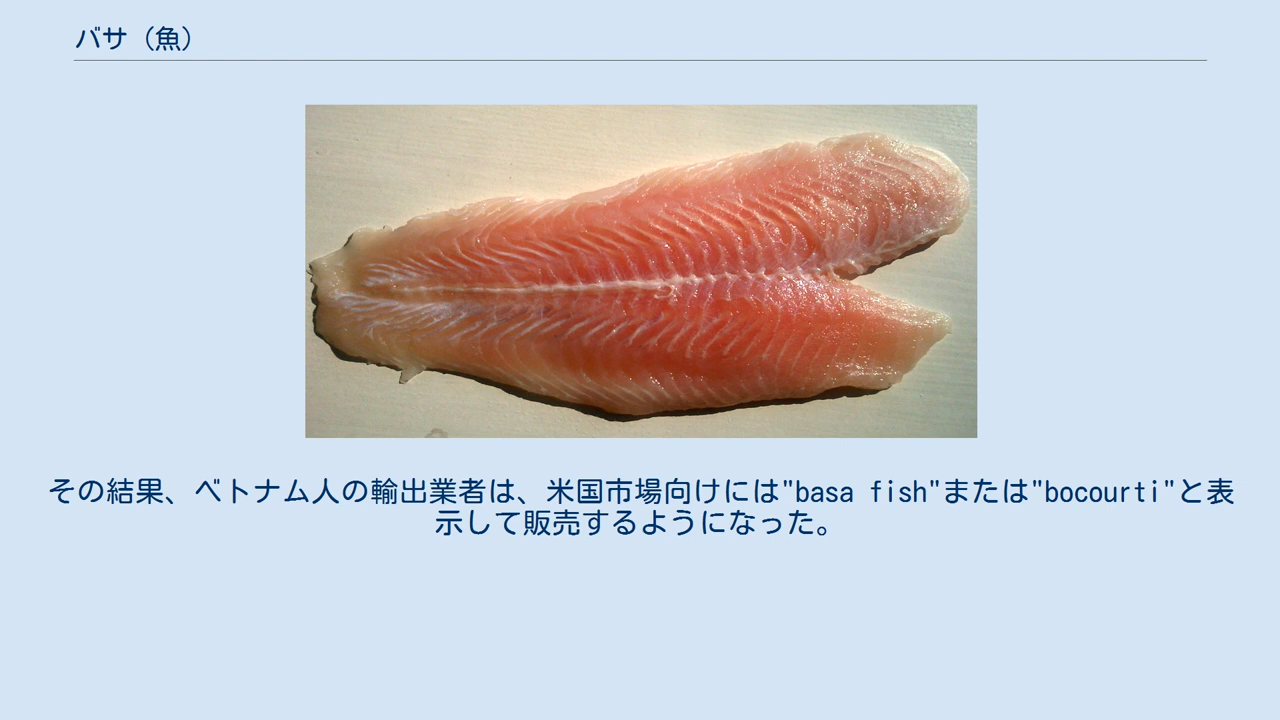 バサ（魚）
その結果、ベトナム人の輸出業者は、米国市場向けには"basa fish"または"bocourti"と表
示して販売するようになった。